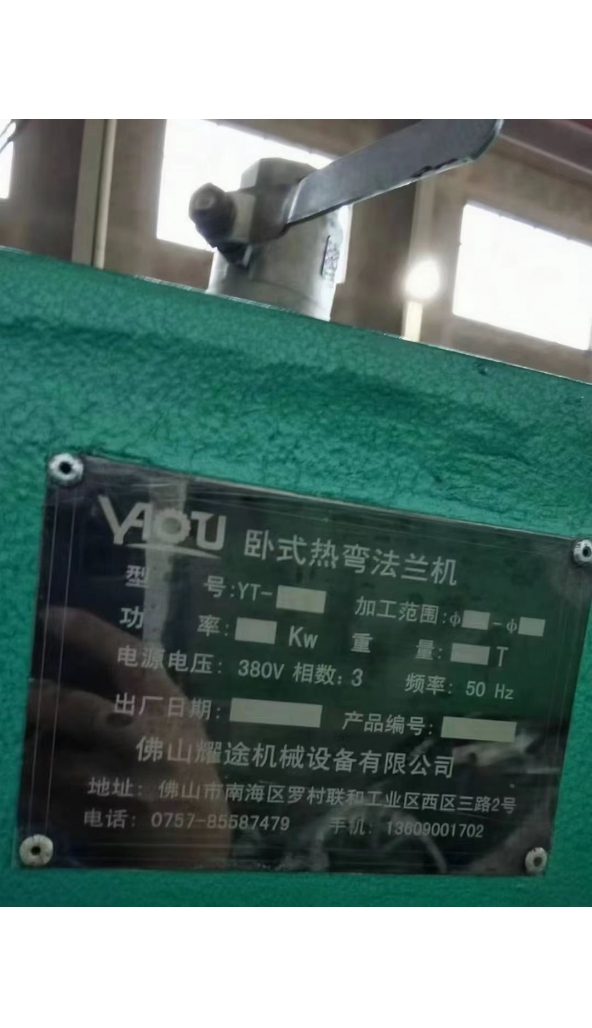 YAOTU 卧式热弯法兰机
型 号:YT- 加工范围:ф -ф
功 率: Kw 重 量: T
电源电压: 380V 相数:3 频率: 50 Hz
出厂日期: 产品编号:
佛山耀途机械设备有限公司
地址: 佛山市南海区罗村联和工业区西区三路2号
电话: 0757-85587479 手机: 13609001702